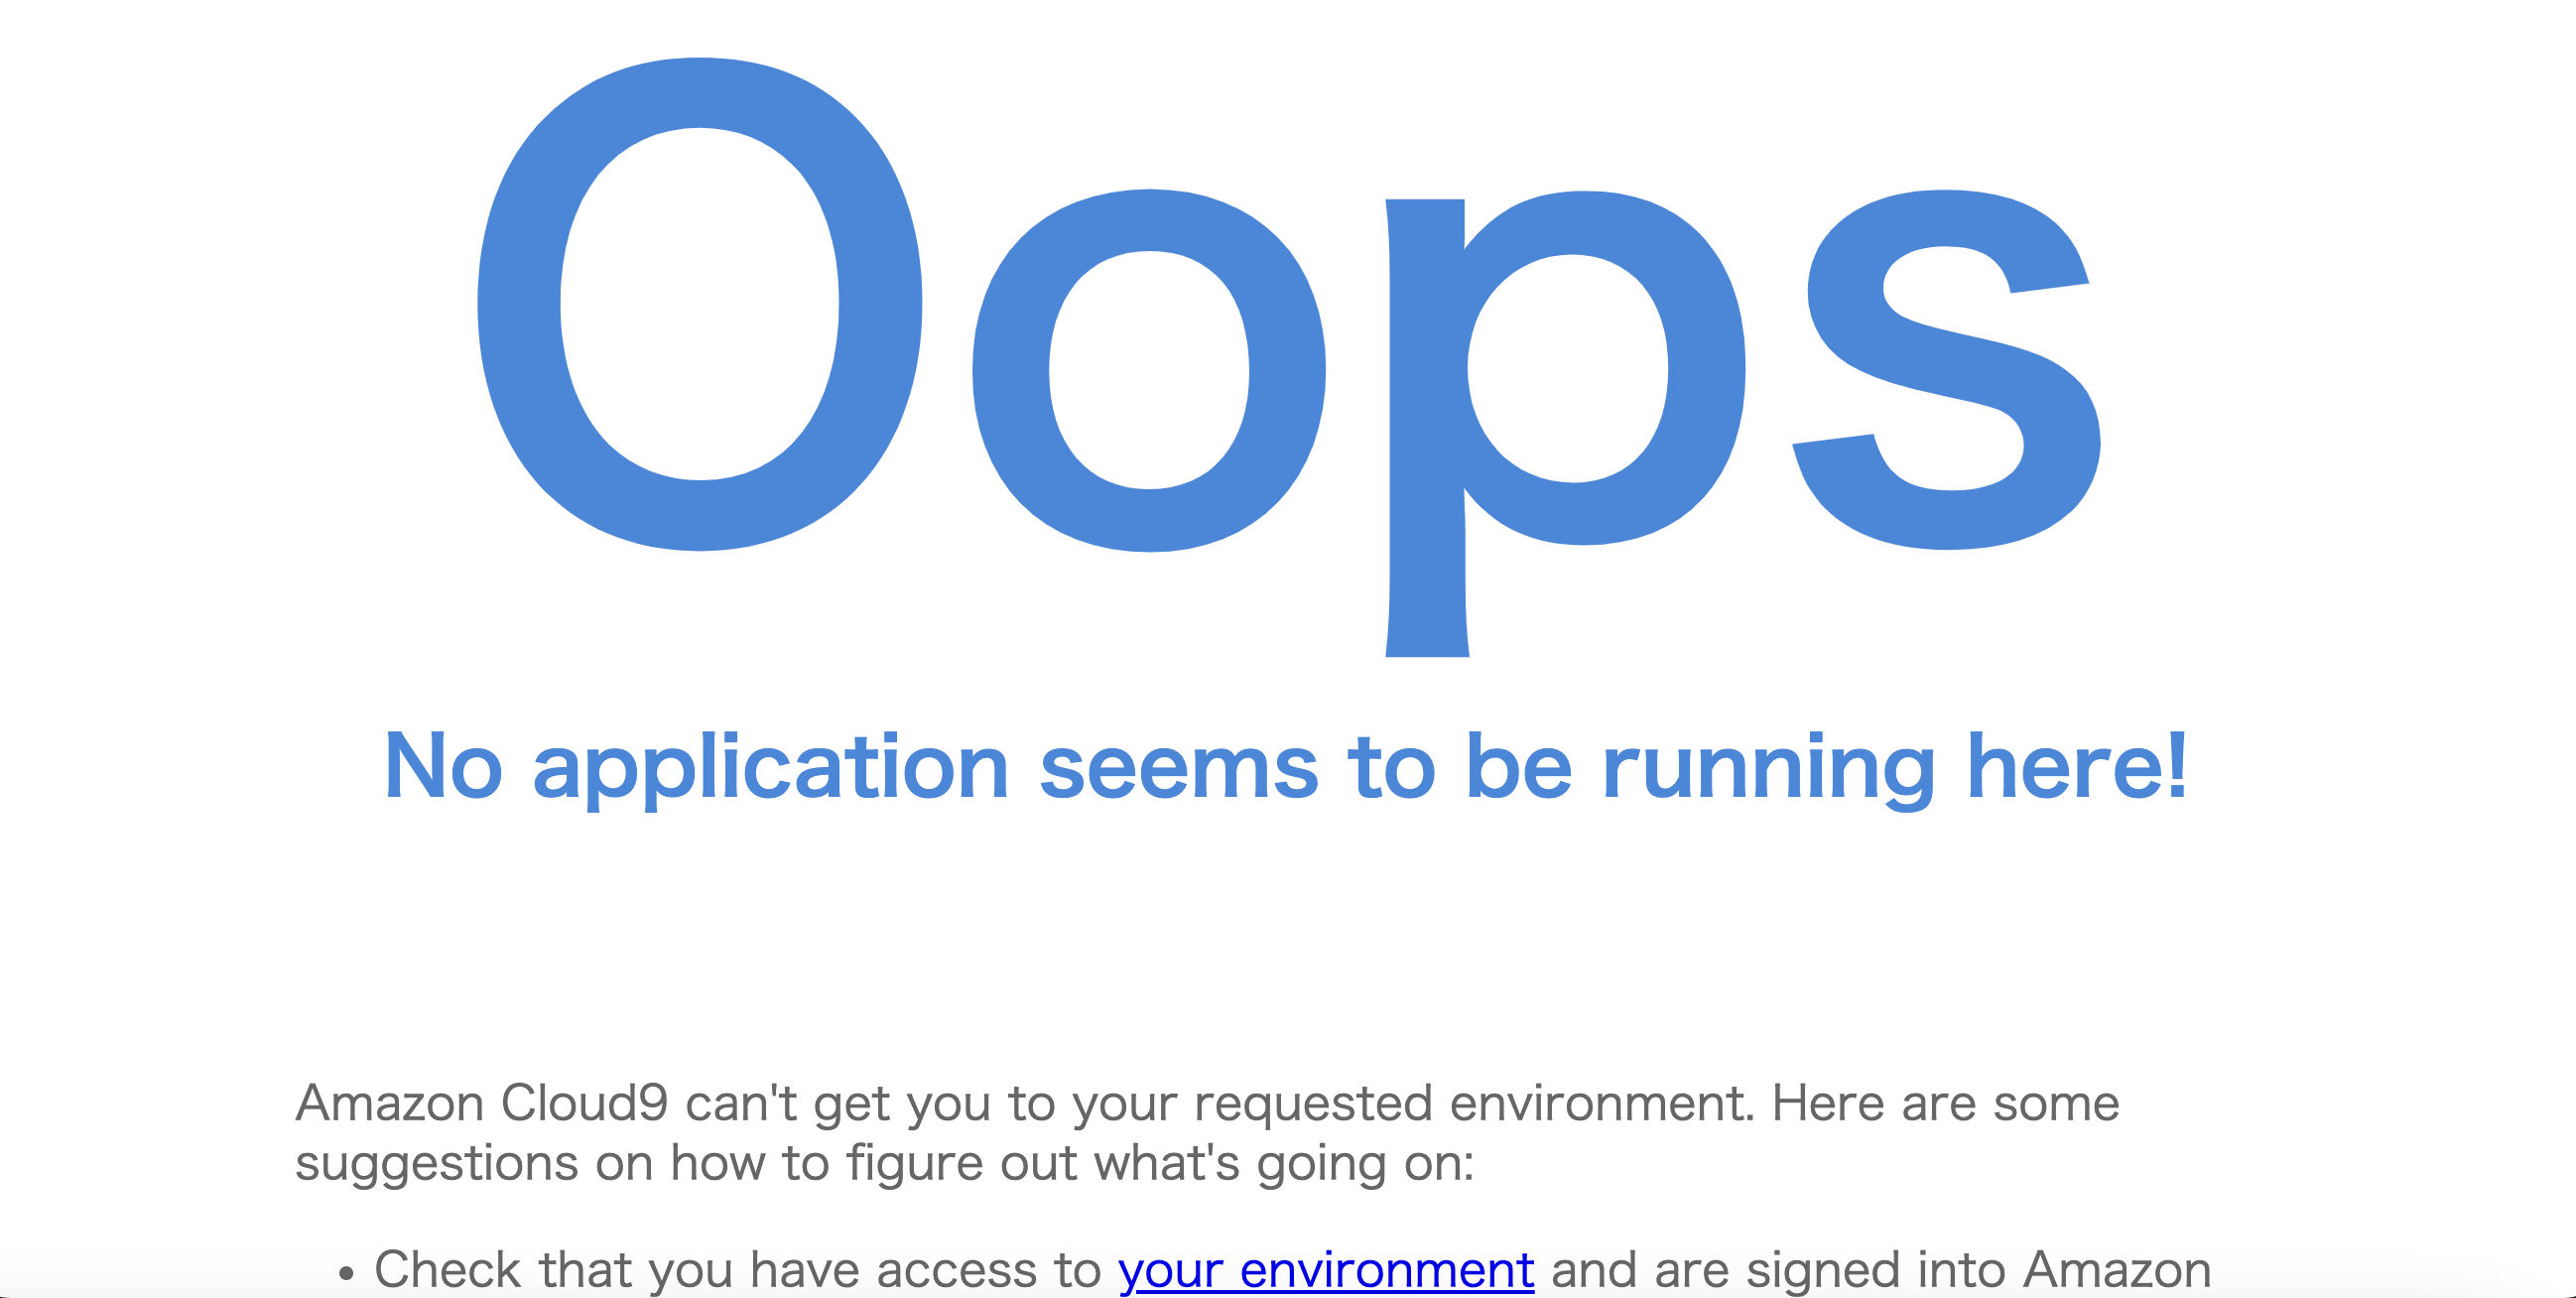 Oops
No application seems to be running here!
Amazon Cloud9 can't get you to your requested environment. Here are some
suggestions on how to figure out what's going on:
• Check that you have access to your environment and are signed into Amazon